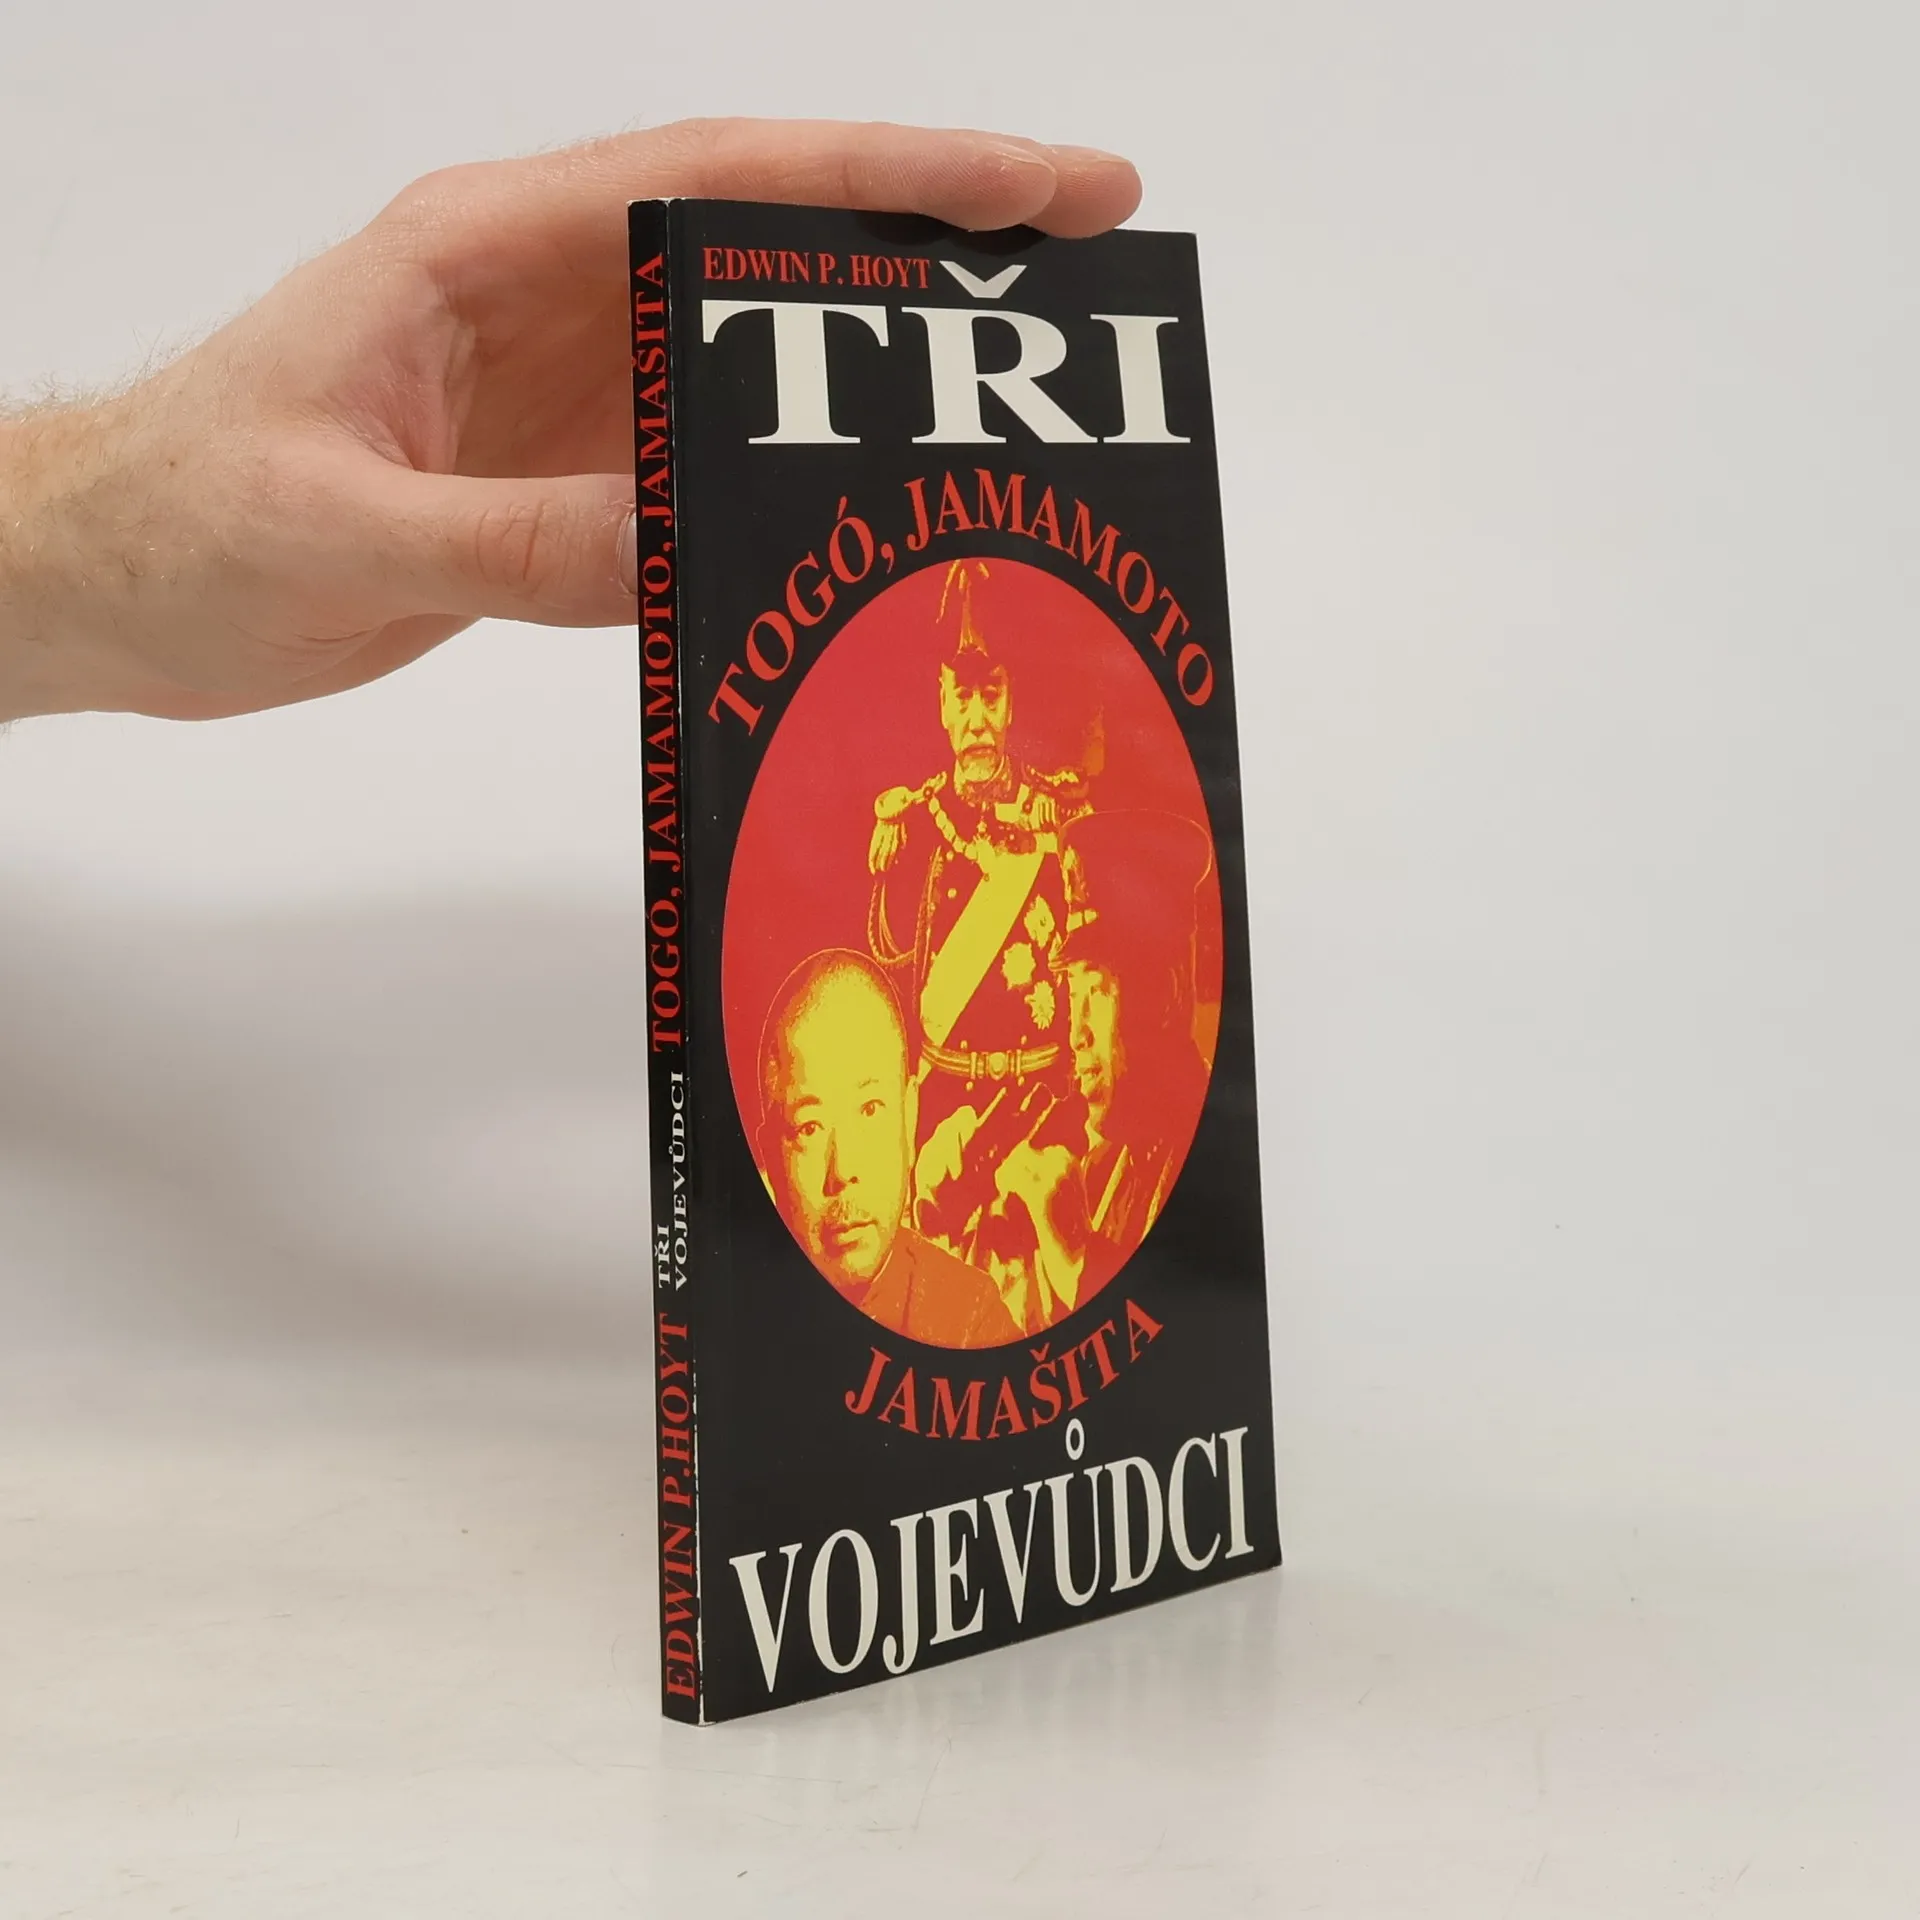 EDWIN P. HOYT
TŘI
TOGÓ, JAMAMOTO
JAMAŠITA
VOJEVŮDCI
EDWIN P. HOYT TŘI VOJEVŮDCI TOGÓ, JAMAMOTO, JAMAŠITA